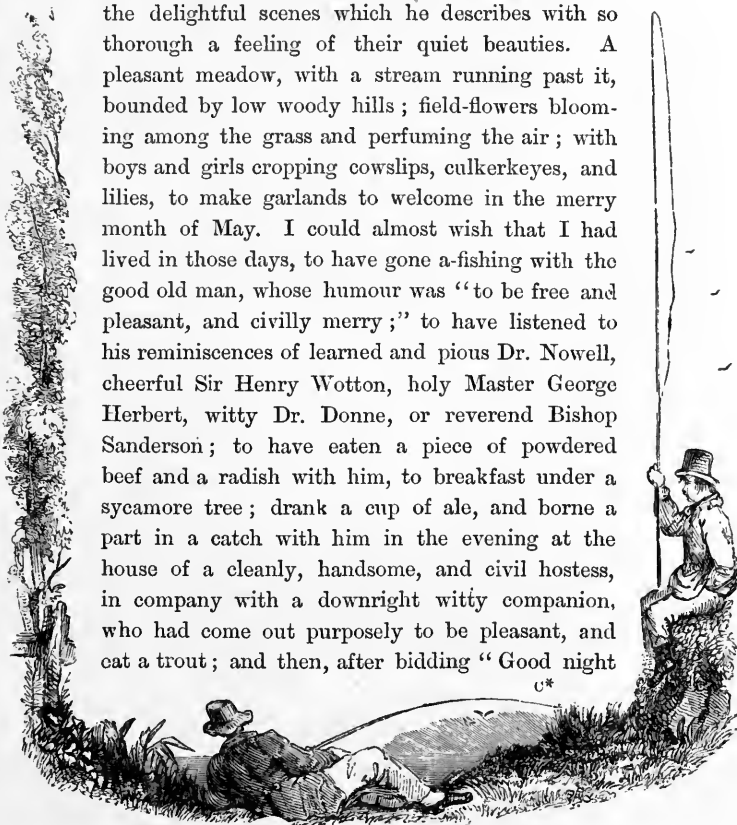 the delightful scenes which he describes with so
thorough a feeling of their quiet beauties. A
pleasant meadow, with a stream running past it,
bounded by low woody hills ; field-flowers bloom-
ing among the grass and perfuming the air ; with
boys and girls cropping cowslips, culkerkeyes, and
lilies, to make garlands to welcome in the merry
month of May. I could almost wish that I had
lived in those days, to have gone a-fishing with the
good old man, whose humour was “to be free and
pleasant, and civilly merry ;” to have listened to
his reminiscences of learned and pious Dr. Nowell,
cheerful Sir Henry Wotton, holy Master George
Herbert, witty Dr. Donne, or reverend Bishop
Sanderson ; to have eaten a piece of powdered
beef and a radish with him, to breakfast under a
sycamore tree ; drank a cup of ale, and borne a
part in a catch with him in the evening at the
house of a cleanly, handsome, and civil hostess,
in company with a downright witty companion,
who had come out purposely to be pleasant, and
eat a trout ; and then, after bidding “ Good night
C*